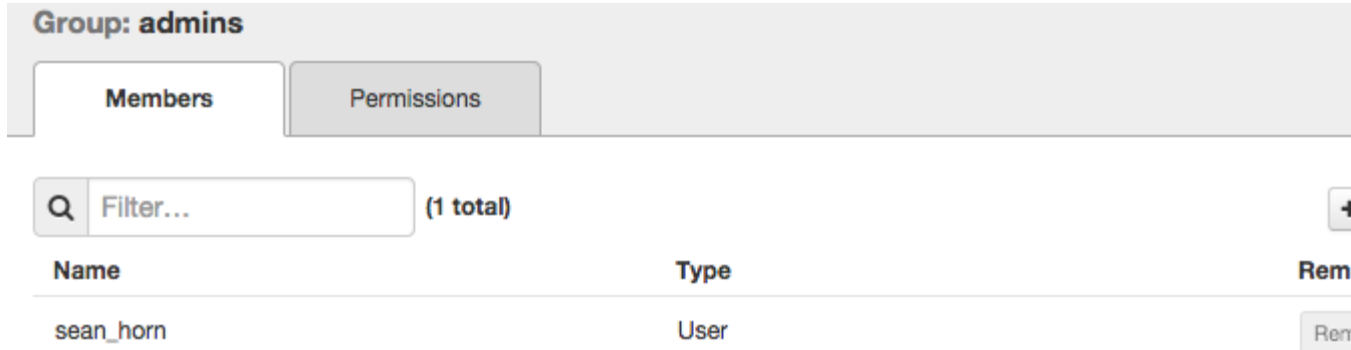 Group: admins
Members Permissions
Filter... (1 total)
Name Type
sean_horn User